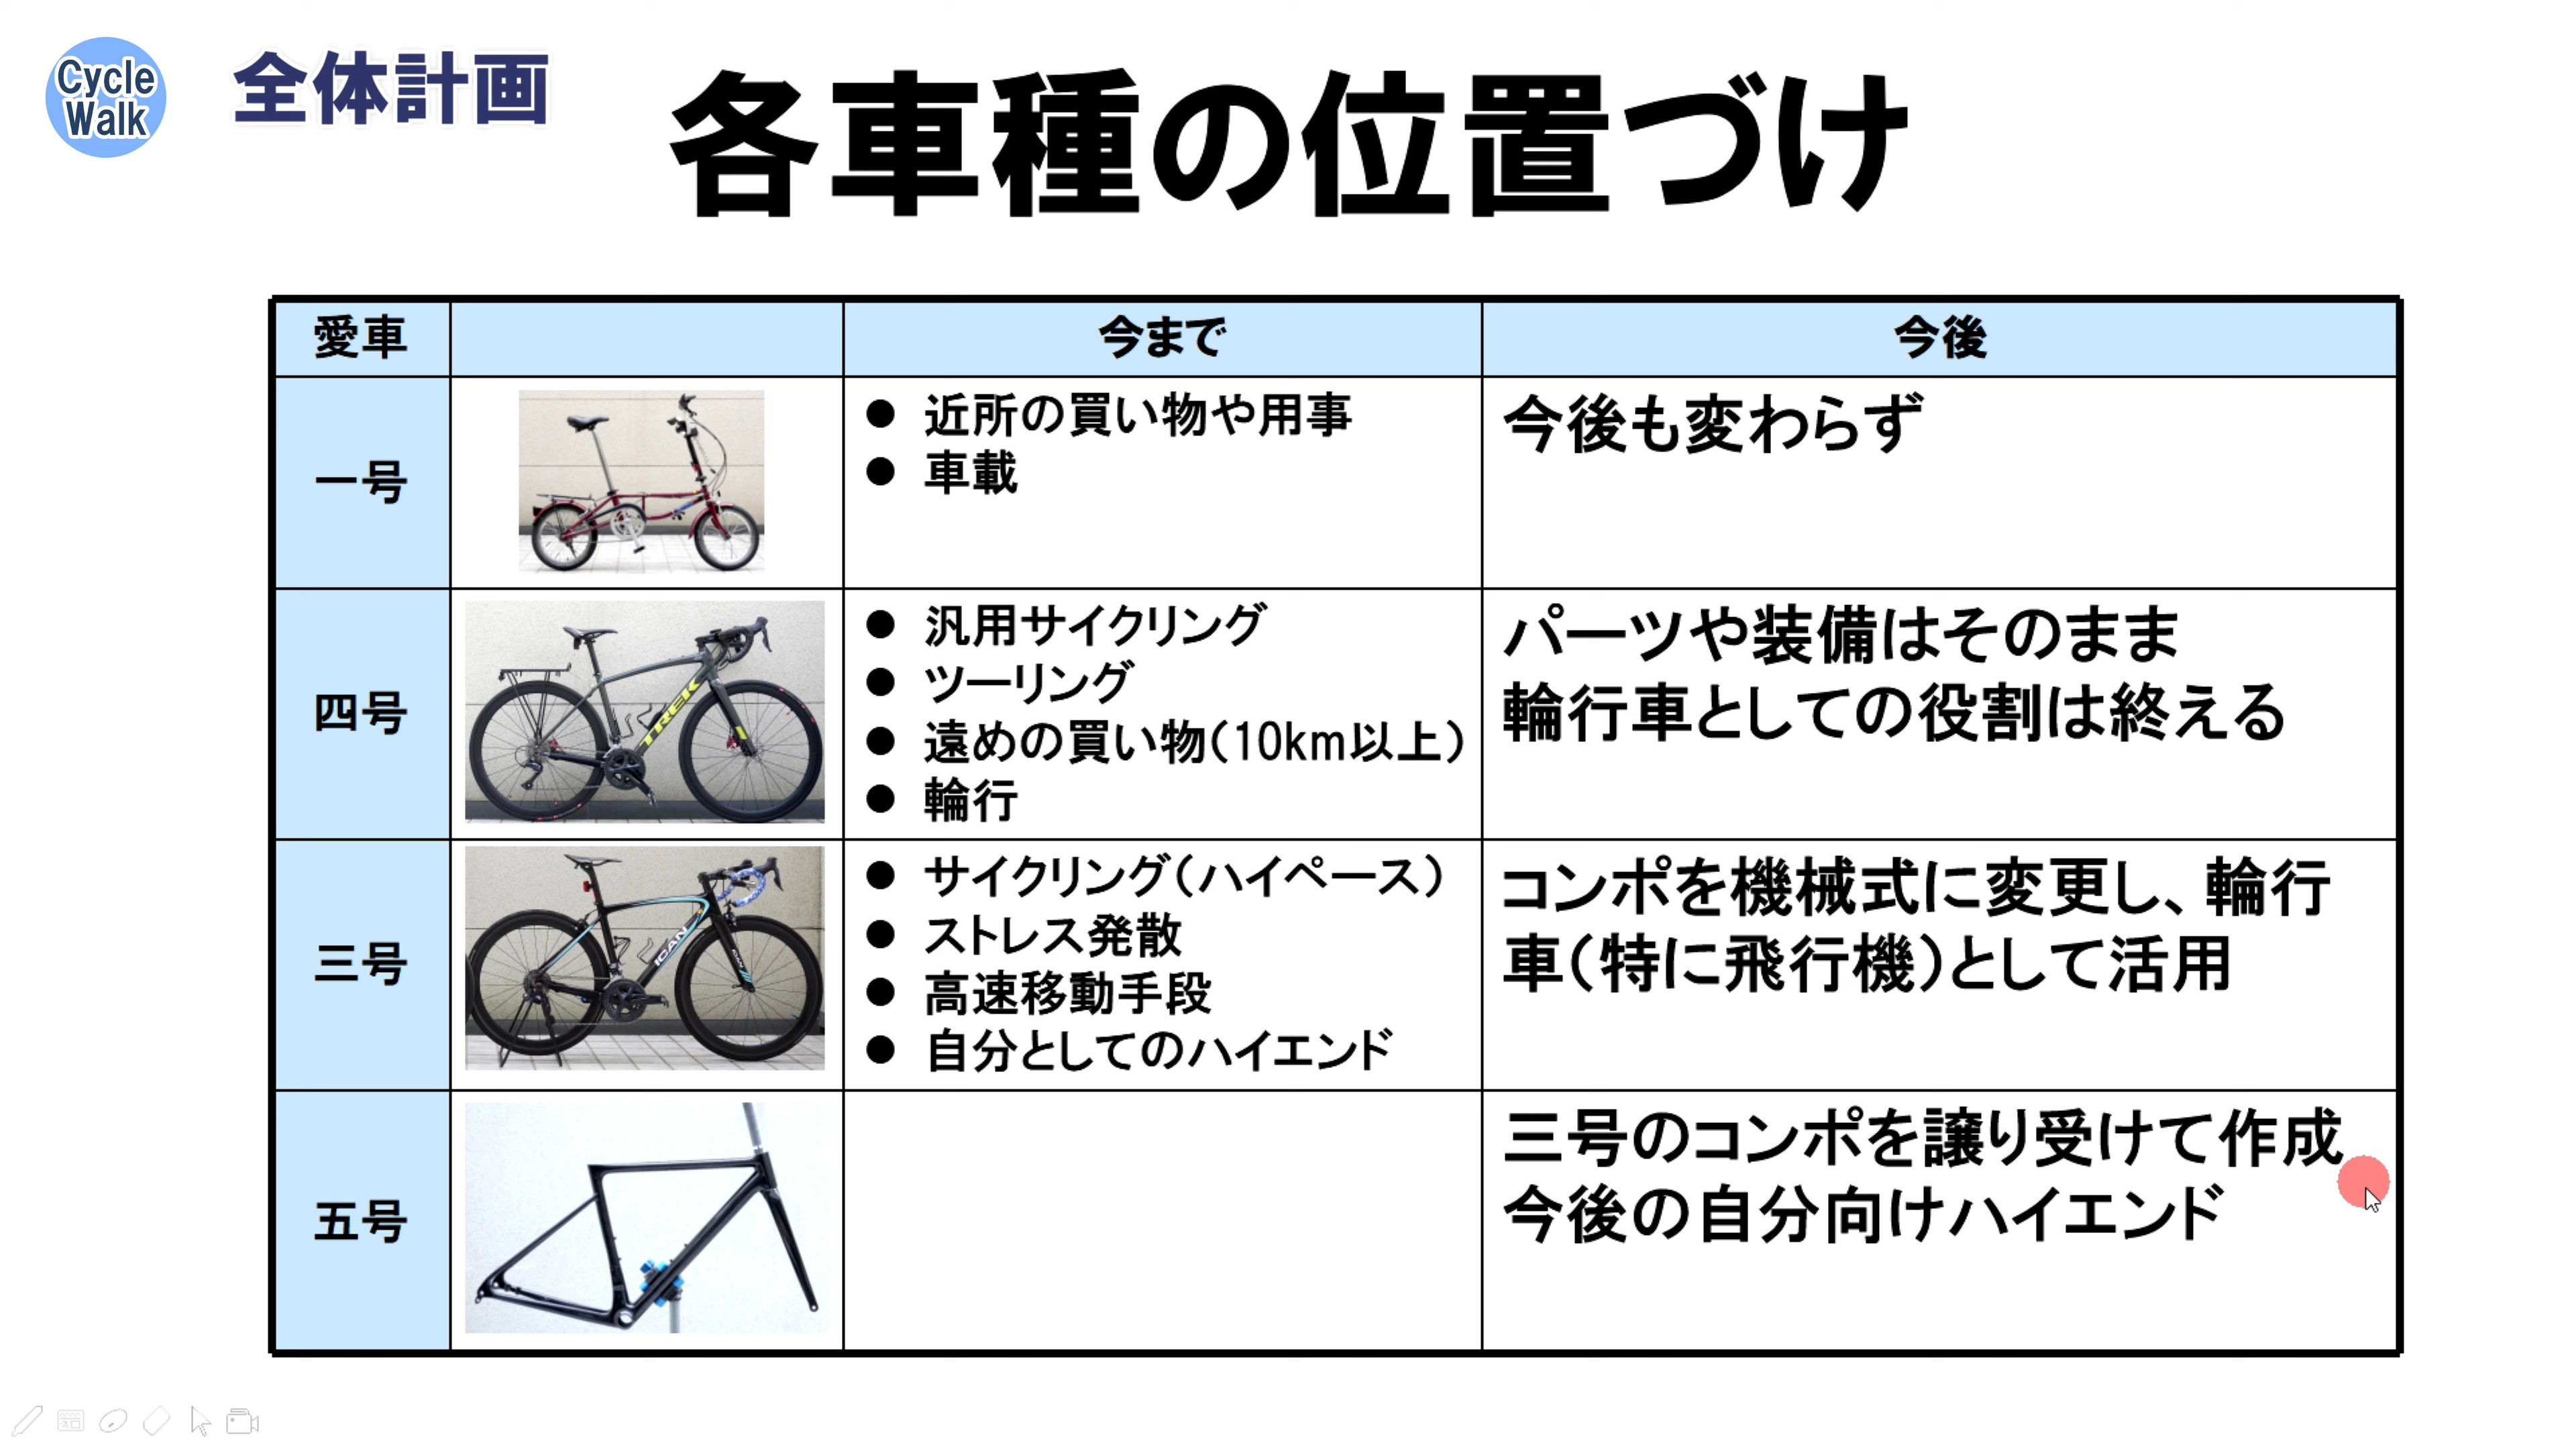 Cycle
Walk
全体計画
各車種の位置づけ
愛車
今まで
今後
一号
● 近所の買い物や用事
● 車載
今後も変わらず
四号
TREK
● 汎用サイクリング
● ツーリング
● 遠めの買い物(10km以上)
● 輪行
パーツや装備はそのまま
輪行車としての役割は終える
三号
ICAN
● サイクリング(ハイペース)
● ストレス発散
● 高速移動手段
● 自分としてのハイエンド
コンポを機械式に変更し、輪行
車(特に飛行機)として活用
五号
三号のコンポを譲り受けて作成
今後の自分向けハイエンド